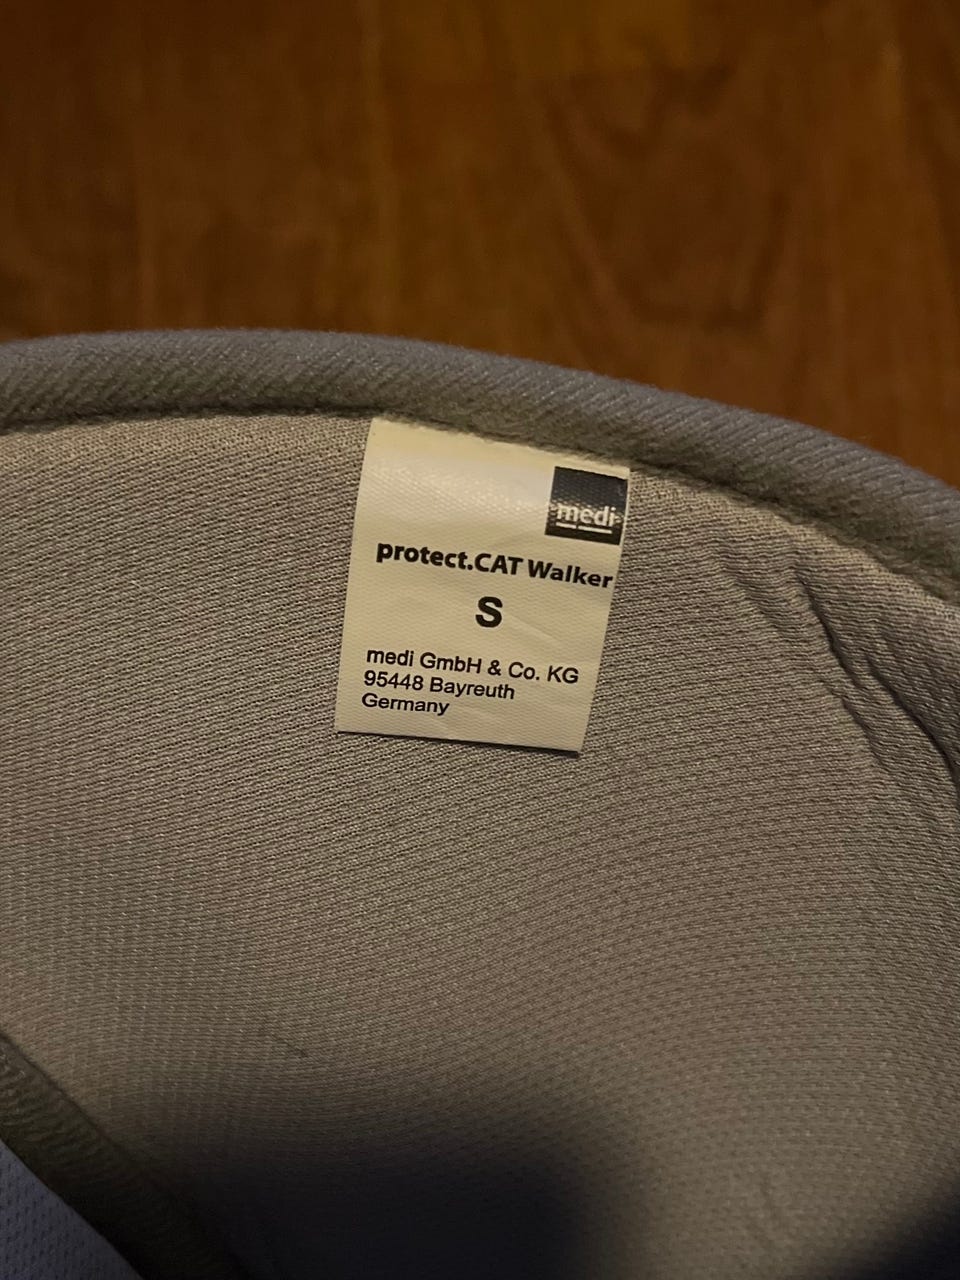 medi
protect.CAT Walker
S
medi GmbH & Co. KG
95448 Bayreuth
Germany